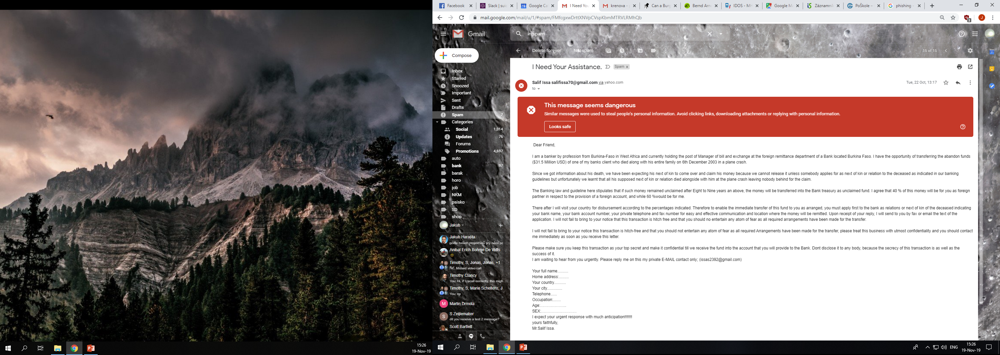 Facebook
Slack | suic
Google Ca
I Need You
krenova - p
Can a Burg
Bernd Arno
IDOS - MH
Google M
Záznamník
PoŠkole –
phishing -
mail.google.com/mail/u/1/#spam/FMfcgxwDrttXNVpCVspKbmMTRVLRMhQb
3
J
Gmail
in:spam
Compose
Delete forever
Not spam
15 of 15
Inbox
Starred
Snoozed
Important
Sent
Drafts
Spam 7
Categories
Social 1,014
Updates 76
Forums
Promotions 4,697
auto
bank 97
barak
horo
job
NKM
psisko
SD
shop
Jakub
Jakub Harašta
podle našich projekťáků prý něco po
Anibal Erich Bohme De Vidts
Timothy, S, Jonas, Jonas, +1
5 Missed video call
Timothy Clancy
You: Hi, if I recall correctly, this migh
Timothy, S, Marie Schellens, J
5 You: np
M Martin Drmola
S S Zeijlemaker
dit you receive a test 2 message?
Scott Bartlett
I Need Your Assistance. Spam x
Salif Issa salifissa70@gmail.com via yahoo.com
Tue, 22 Oct, 13:17
to
This message seems dangerous
Similar messages were used to steal people's personal information. Avoid clicking links, downloading attachments or replying with personal information.
Looks safe
Dear Friend,
I am a banker by profession from Burkina-Faso in West Africa and currently holding the post of Manager of bill and exchange at the foreign remittance department of a Bank located Burkina Faso. I have the opportunity of transferring the abandon funds
($31.5 Million USD) of one of my banks client who died along with his entire family on 6th December 2003 in a plane crash.
Since we got information about his death, we have been expecting his next of kin to come over and claim his money because we cannot release it unless somebody applies for as next of kin or relation to the deceased as indicated in our banking
guidelines but unfortunately we learnt that all his supposed next of kin or relation died alongside with him at the plane crash leaving nobody behind for the claim.
The Banking law and guideline here stipulates that if such money remained unclaimed after Eight to Nine years an above, the money will be transferred into the Bank treasury as unclaimed fund. I agree that 40 % of this money will be for you as foreign
partner in respect to the provision of a foreign account, and while 60 %would be for me.
There after I will visit your country for disbursement according to the percentages indicated. Therefore to enable the immediate transfer of this fund to you as arranged, you must apply first to the bank as relations or next of kin of the deceased indicating
your bank name, your bank account number, your private telephone and fax number for easy and effective communication and location where the money will be remitted. Upon receipt of your reply, I will send to you by fax or email the text of the
application. I will not fail to bring to your notice that this transaction is hitch free and that you should no entertain any atom of fear as all required arrangements have been made for the transfer.
I will not fail to bring to your notice this transaction is hitch-free and that you should not entertain any atom of fear as all required Arrangements have been made for the transfer, please treat this business with utmost confidentiality and you should contact
me immediately as soon as you receive this letter.
Please make sure you keep this transaction as your top secret and make it confidential till we receive the fund into the account that you will provide to the Bank. Dont disclose it to any body, because the secrecy of this transaction is as well as the
success of it.
I am waiting to hear from you urgently. Please reply me on this my private E-MAIL contact only; (issas2392@gmail.com)
Your full name..........
Home address:.........
Your country...........
Your city.............
Telephone......
Occupation:.......
Age:………………..
SEX:……………………..
I expect your urgent response with much anticipation!!!!!!!
yours faithfully,
Mr.Salif Issa.
15:26
19-Nov-19
ENG
15:26
19-Nov-19